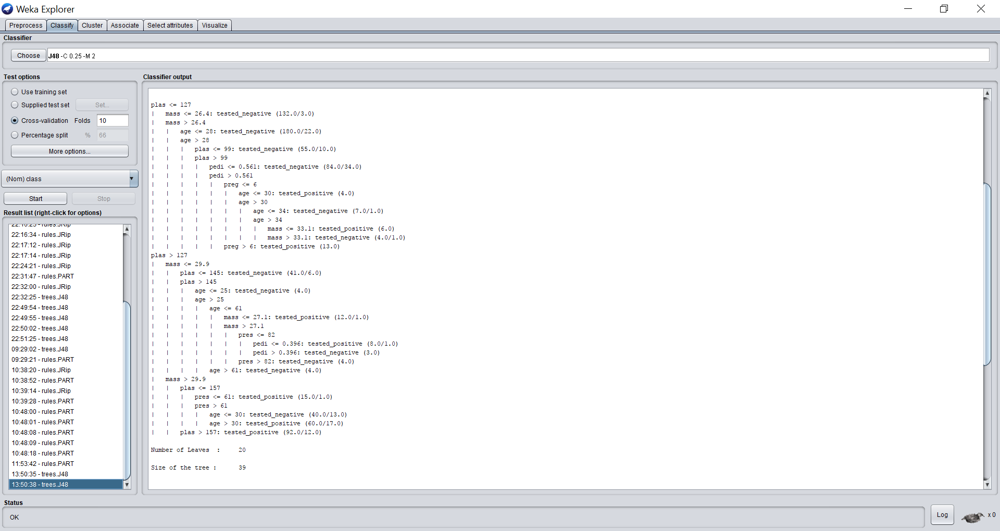 Weka Explorer
Preprocess Classify Cluster Associate Select attributes Visualize
Classifier
Choose J48 -C 0.25 -M 2
Test options
Use training set
Supplied test set Set...
Cross-validation Folds 10
Percentage split % 66
More options...
(Nom) class
Start Stop
Result list (right-click for options)
22:16:34 - rules.JRip
22:17:12 - rules.JRip
22:17:14 - rules.JRip
22:24:21 - rules.JRip
22:31:47 - rules.PART
22:32:00 - rules.JRip
22:32:25 - trees.J48
22:49:54 - trees.J48
22:49:55 - trees.J48
22:50:02 - trees.J48
22:51:25 - trees.J48
09:29:02 - trees.J48
09:29:21 - rules.PART
10:38:20 - rules.JRip
10:38:52 - rules.PART
10:39:14 - rules.JRip
10:39:28 - rules.PART
10:48:00 - rules.PART
10:48:01 - rules.PART
10:48:08 - rules.PART
10:48:09 - rules.PART
10:48:18 - rules.PART
11:53:42 - rules.PART
13:50:35 - trees.J48
13:50:38 - trees.J48
Classifier output
plas <= 127
|   mass <= 26.4: tested_negative (132.0/3.0)
|   mass > 26.4
|   |   age <= 28: tested_negative (180.0/22.0)
|   |   age > 28
|   |   |   plas <= 99: tested_negative (55.0/10.0)
|   |   |   plas > 99
|   |   |   |   pedi <= 0.561: tested_negative (84.0/34.0)
|   |   |   |   pedi > 0.561
|   |   |   |   |   preg <= 6
|   |   |   |   |   |   age <= 30: tested_positive (4.0)
|   |   |   |   |   |   age > 30
|   |   |   |   |   |   |   age <= 34: tested_negative (7.0/1.0)
|   |   |   |   |   |   |   age > 34
|   |   |   |   |   |   |   |   mass <= 33.1: tested_positive (6.0)
|   |   |   |   |   |   |   |   mass > 33.1: tested_negative (4.0/1.0)
|   |   |   |   |   preg > 6: tested_positive (13.0)
plas > 127
|   mass <= 29.9
|   |   plas <= 145: tested_negative (41.0/6.0)
|   |   plas > 145
|   |   |   age <= 25: tested_negative (4.0)
|   |   |   age > 25
|   |   |   |   age <= 61
|   |   |   |   |   mass <= 27.1: tested_positive (12.0/1.0)
|   |   |   |   |   mass > 27.1
|   |   |   |   |   |   pres <= 82
|   |   |   |   |   |   |   pedi <= 0.396: tested_positive (8.0/1.0)
|   |   |   |   |   |   |   pedi > 0.396: tested_negative (3.0)
|   |   |   |   |   |   pres > 82: tested_negative (4.0)
|   |   |   |   age > 61: tested_negative (4.0)
|   mass > 29.9
|   |   plas <= 157
|   |   |   pres <= 61: tested_positive (15.0/1.0)
|   |   |   pres > 61
|   |   |   |   age <= 30: tested_negative (40.0/13.0)
|   |   |   |   age > 30: tested_positive (60.0/17.0)
|   |   plas > 157: tested_positive (92.0/12.0)
Number of Leaves  :     20
Size of the tree :      39
Status
OK
Log x 0